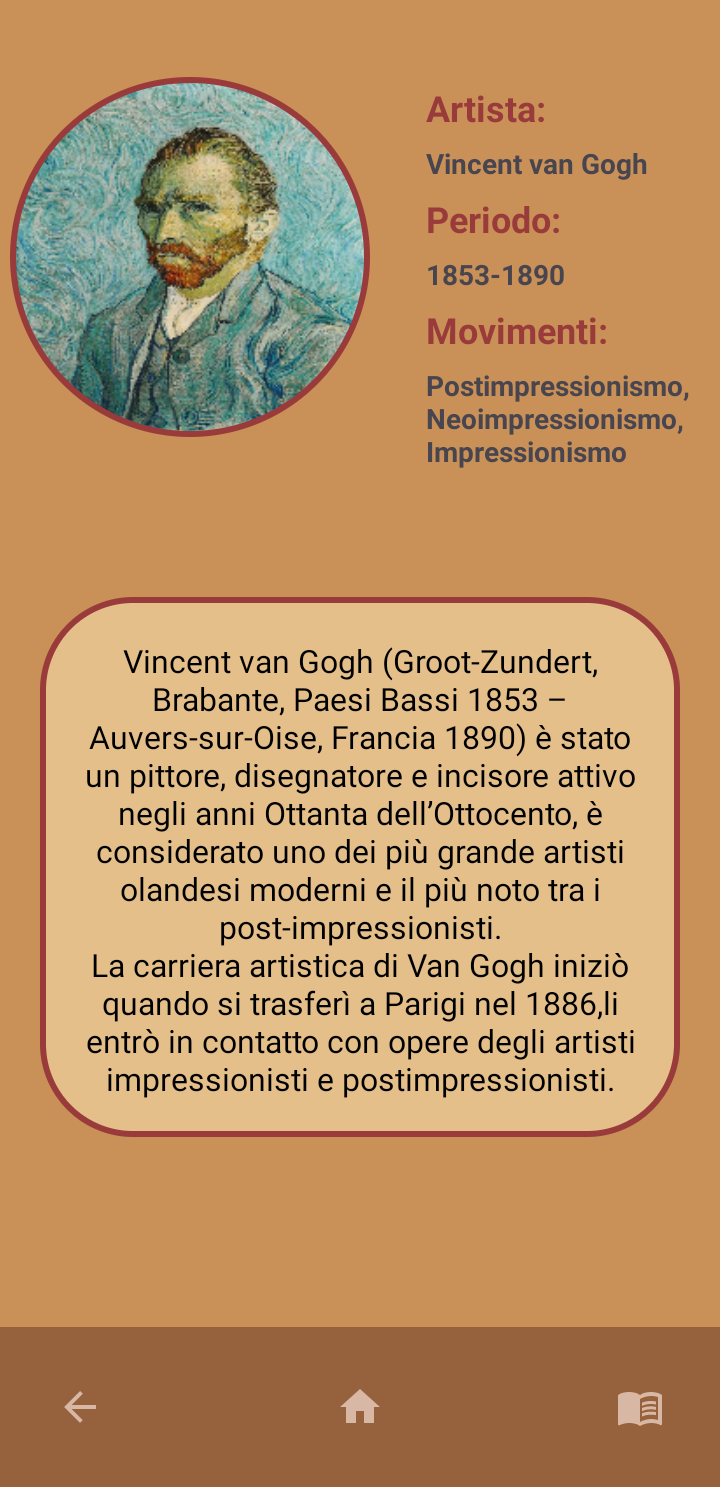 Artista:
Vincent van Gogh
Periodo:
1853-1890
Movimenti:
Postimpressionismo,
Neoimpressionismo,
Impressionismo
Vincent van Gogh (Groot-Zundert,
Brabante, Paesi Bassi 1853 –
Auvers-sur-Oise, Francia 1890) è stato
un pittore, disegnatore e incisore attivo
negli anni Ottanta dell’Ottocento, è
considerato uno dei più grande artisti
olandesi moderni e il più noto tra i
post-impressionisti.
La carriera artistica di Van Gogh iniziò
quando si trasferì a Parigi nel 1886,li
entrò in contatto con opere degli artisti
impressionisti e postimpressionisti.